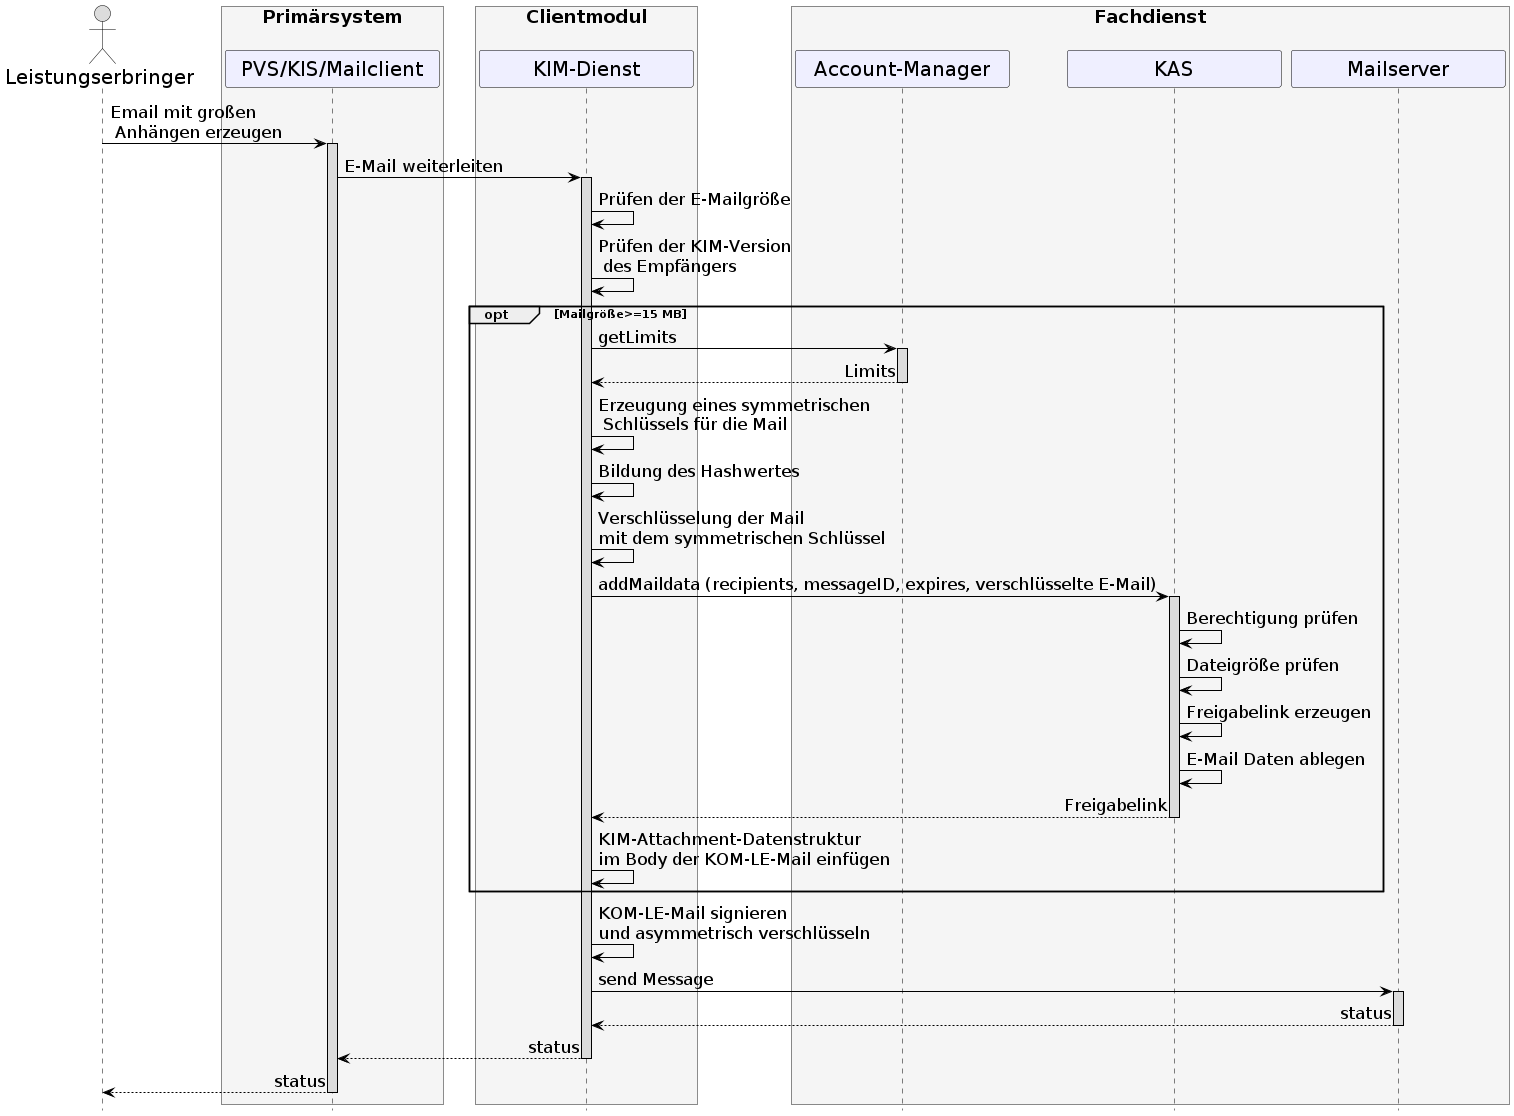 Primärsystem
Clientmodul
Fachdienst
Leistungserbringer
PVS/KIS/Mailclient
KIM-Dienst
Account-Manager
KAS
Mailserver
Email mit großen
Anhängen erzeugen
E-Mail weiterleiten
Prüfen der E-Mailgröße
Prüfen der KIM-Version
des Empfängers
opt
[Mailgröße>=15 MB]
getLimits
Limits
Erzeugung eines symmetrischen
Schlüssels für die Mail
Bildung des Hashwertes
Verschlüsselung der Mail
mit dem symmetrischen Schlüssel
addMaildata (recipients, messageID, expires, verschlüsselte E-Mail)
Berechtigung prüfen
Dateigröße prüfen
Freigabelink erzeugen
E-Mail Daten ablegen
Freigabelink
KIM-Attachment-Datenstruktur
im Body der KOM-LE-Mail einfügen
KOM-LE-Mail signieren
und asymmetrisch verschlüsseln
send Message
status
status
status